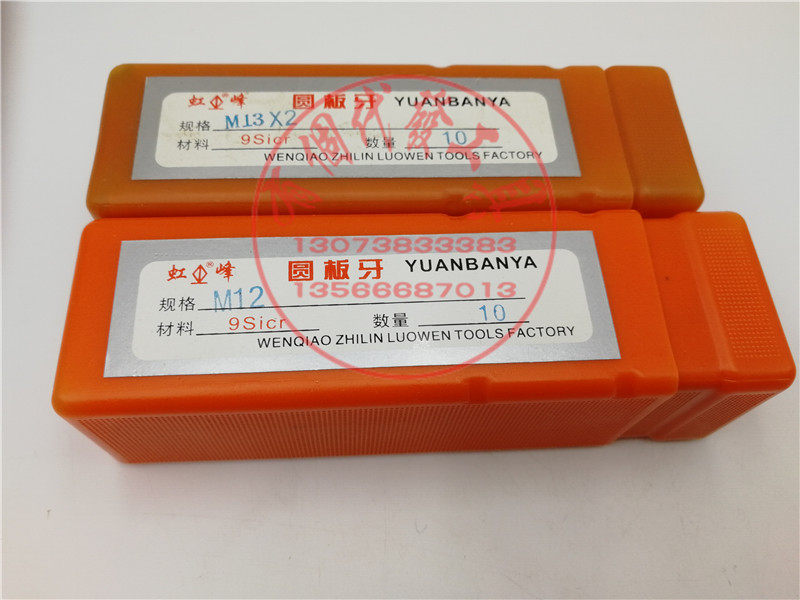 虹®峰 圆板牙 YUANBANYA
规格 M13X2
材料 9Sicr 数量 10
WENQIAO ZHILIN LUOWEN TOOLS FACTORY
13073833383
虹®峰 圆板牙 YUANBANYA
13566687013
规格 M12
材料 9Sicr 数量 10
WENQIAO ZHILIN LUOWEN TOOLS FACTORY